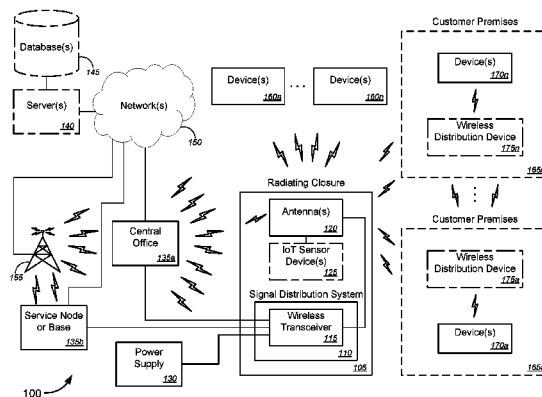 Customer Premises
Database(s)
145
Device(s)
170n
Server(s)
140
Network(s)
150
Device(s)
160a
...
Device(s)
160n
Wireless
Distribution Device
175n
165n
Radiating Closure
Antenna(s)
120
IoT Sensor
Device(s)
125
Central
Office
135a
155
Customer Premises
Wireless
Distribution Device
175a
Signal Distribution System
Wireless
Transceiver
115
110
105
Service Node
or Base
135b
Power
Supply
130
Device(s)
170a
165a
100